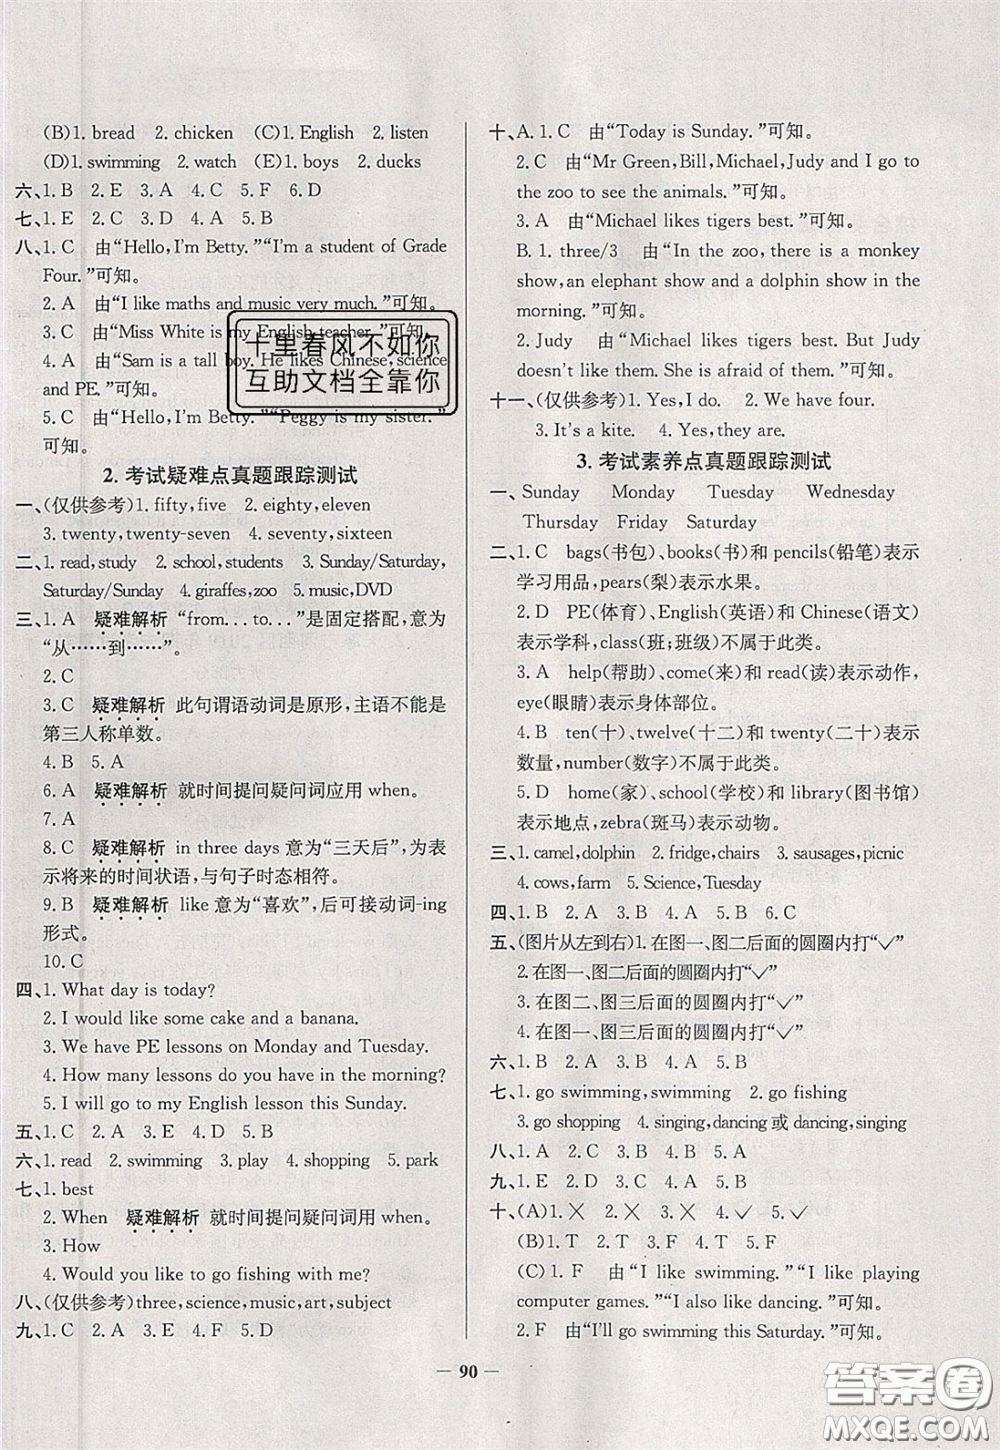 (B)1. bread 2. chicken (C)1. English 2. listen
(D)1. swimming 2. watch (E)1. boys 2. ducks
六、1. B 2. E 3. A 4. C 5. F 6. D
七、1. E 2. C 3. D 4. A 5. B
八、1. C 由“Hello, I'm Betty.”“I'm a student of Grade
Four.”可知。
2. A 由“I like maths and music very much.”可知。
3. C 由“Miss White is my English teacher.”可知。
4. A 由“Sam is a tall boy. He likes Chinese, science
and PE.”可知。
5. C 由“Hello, I'm Betty.”“Peggy is my sister.”
可知。
十里春风不如你
互助文档全靠你
2. 考试疑难点真题跟踪测试
一、(仅供参考)1. fifty, five 2. eighty, eleven
3. twenty, twenty-seven 4. seventy, sixteen
二、1. read, study 2. school, students 3. Sunday/Saturday,
Saturday/Sunday 4. giraffes, zoo 5. music, DVD
三、1. A 疑难解析 “from. . . to. . .”是固定搭配,意为
“从……到……”。
2. C
3. C 疑难解析 此句谓语动词是原形,主语不能是
第三人称单数。
4. B 5. A
6. A 疑难解析 就时间提问疑问词应用 when。
7. A
8. C 疑难解析 in three days 意为“三天后”,为表
示将来的时间状语,与句子时态相符。
9. B 疑难解析 like 意为“喜欢”,后可接动词-ing
形式。
10. C
四、1. What day is today?
2. I would like some cake and a banana.
3. We have PE lessons on Monday and Tuesday.
4. How many lessons do you have in the morning?
5. I will go to my English lesson this Sunday.
五、1. C 2. A 3. E 4. D 5. B
六、1. read 2. swimming 3. play 4. shopping 5. park
七、1. best
2. When 疑难解析 就时间提问疑问词用 when。
3. How
4. Would you like to go fishing with me?
八、(仅供参考)three, science, music, art, subject
九、1. C 2. A 3. E 4. F 5. D
十、A. 1. C 由“Today is Sunday.”可知。
2. C 由“Mr Green, Bill, Michael, Judy and I go to
the zoo to see the animals.”可知。
3. A 由“Michael likes tigers best.”可知。
B. 1. three/3 由“In the zoo, there is a monkey
show, an elephant show and a dolphin show in the
morning.”可知。
2. Judy 由“Michael likes tigers best. But Judy
doesn't like them. She is afraid of them.”可知。
十一、(仅供参考)1. Yes, I do. 2. We have four.
3. It's a kite. 4. Yes, they are.
3. 考试素养点真题跟踪测试
一、Sunday Monday Tuesday Wednesday
Thursday Friday Saturday
二、1. C bags(书包)、books(书)和 pencils(铅笔)表示
学习用品,pears(梨)表示水果。
2. D PE(体育)、English(英语)和 Chinese(语文)
表示学科,class(班;班级)不属于此类。
3. A help(帮助)、come(来)和 read(读)表示动作,
eye(眼睛)表示身体部位。
4. B ten(十)、twelve(十二)和 twenty(二十)表示
数量,number(数字)不属于此类。
5. D home(家)、school(学校)和 library(图书馆)
表示地点,zebra(斑马)表示动物。
三、1. camel, dolphin 2. fridge, chairs 3. sausages, picnic
4. cows, farm 5. Science, Tuesday
四、1. B 2. C 3. A 4. A 5. B 6. C
五、(图片从左到右)1. 在图一、图二后面的圆圈内打“✓”
2. 在图一、图二后面的圆圈内打“✓”
3. 在图二、图三后面的圆圈内打“✓”
4. 在图一、图三后面的圆圈内打“✓”
六、1. B 2. A 3. B 4. A 5. B
七、1. go swimming, swimming 2. go fishing
3. go shopping 4. singing, dancing 或 dancing, singing
八、1. A 2. C 3. B 4. C 5. A
九、1. C 2. E 3. D 4. A 5. B
十、(A)1. ✗ 2. ✗ 3. ✗ 4. ✓ 5. ✓
(B)1. T 2. F 3. F 4. T 5. F
(C) 1. F 由“I like swimming.”“I like playing
computer games.”“I also like dancing.”可知。
2. F 由“I'll go swimming this Saturday.”可知。
— 90 —
答案圈
MXQE.COM